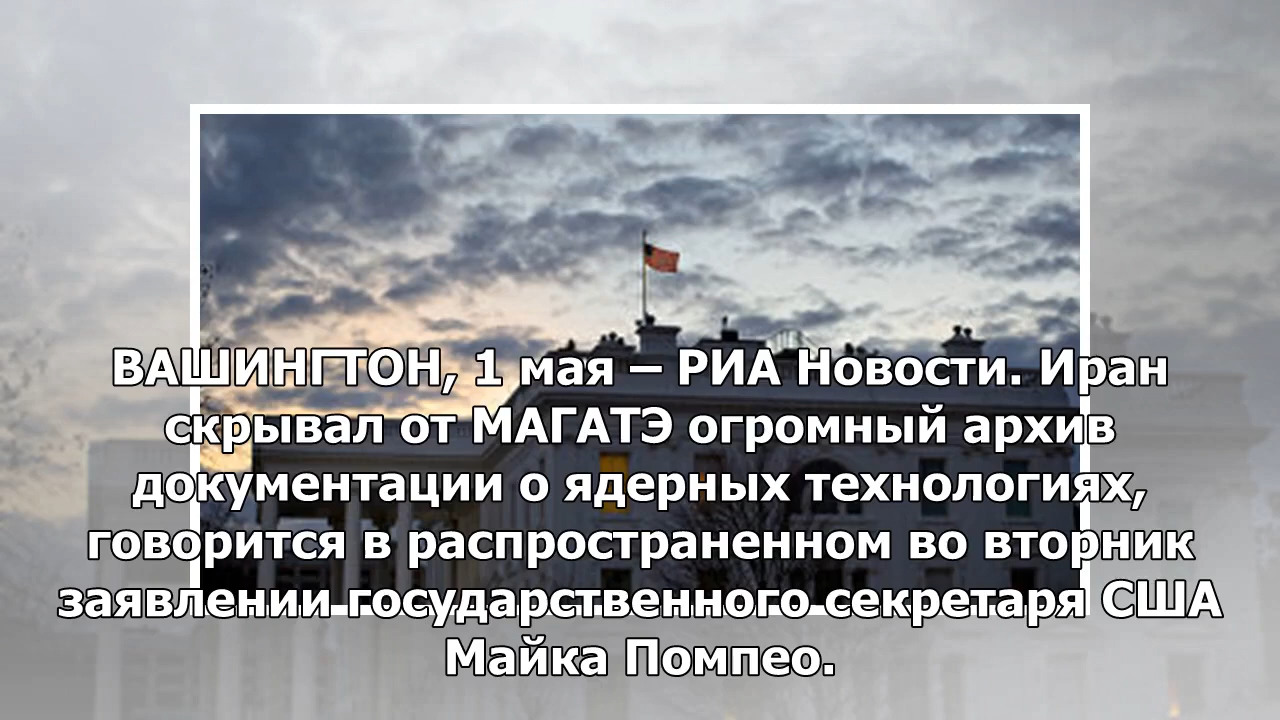 ВАШИНГТОН, 1 мая – РИА Новости. Иран
скрывал от МАГАТЭ огромный архив
документации о ядерных технологиях,
говорится в распространенном во вторник
заявлении государственного секретаря США
Майка Помпео.